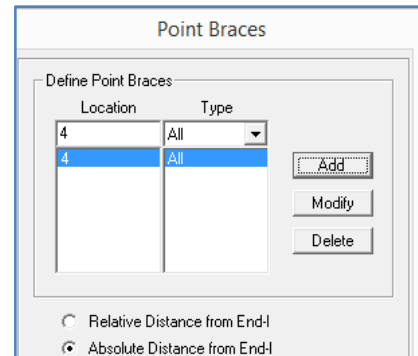 Point Braces
Define Point Braces
Location Type
4 All
4 All
Add
Modify
Delete
Relative Distance from End-I
Absolute Distance from End-I